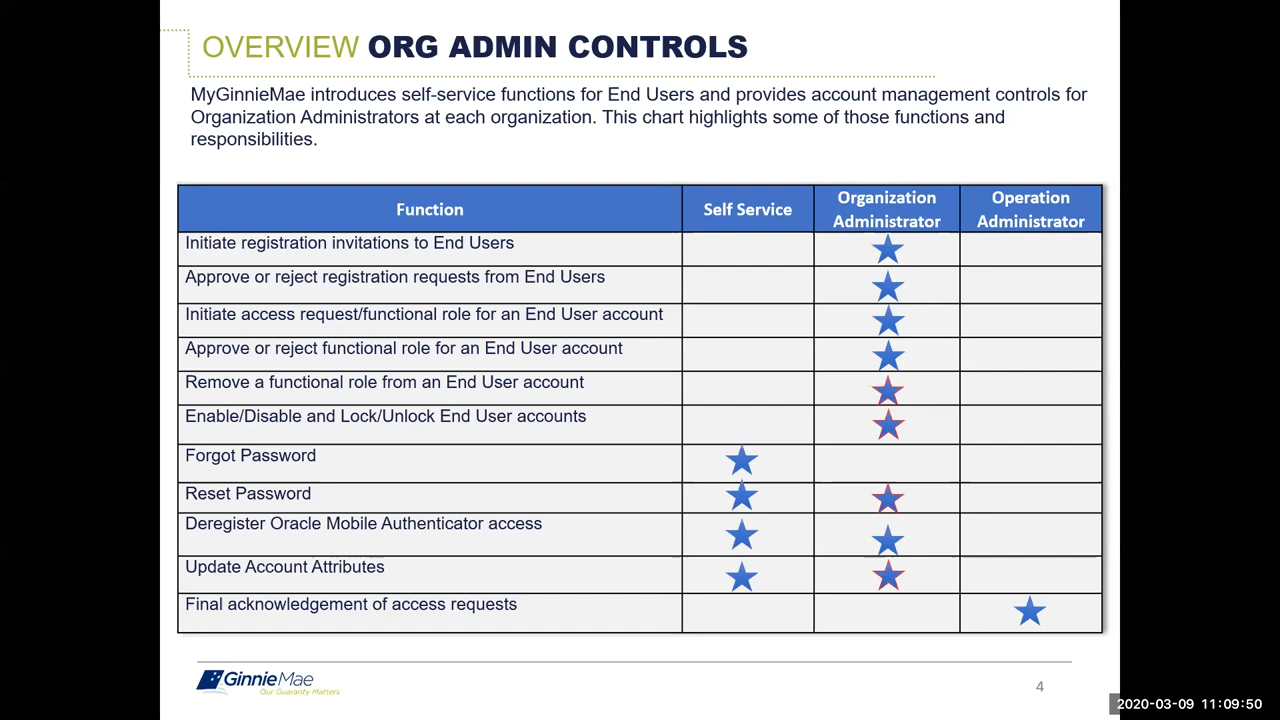 OVERVIEW ORG ADMIN CONTROLS
MyGinnieMae introduces self-service functions for End Users and provides account management controls for
Organization Administrators at each organization. This chart highlights some of those functions and
responsibilities.
Function
Self Service
Organization
Administrator
Operation
Administrator
Initiate registration invitations to End Users
Approve or reject registration requests from End Users
Initiate access request/functional role for an End User account
Approve or reject functional role for an End User account
Remove a functional role from an End User account
Enable/Disable and Lock/Unlock End User accounts
Forgot Password
Reset Password
Deregister Oracle Mobile Authenticator access
Update Account Attributes
Final acknowledgement of access requests
GinnieMae
Our Guaranty Matters
4
2020-03-09 11:09:50